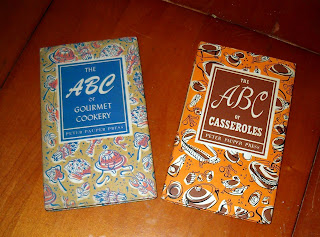 THE
ABC
OF
GOURMET
COOKERY
PETER PAUPER PRESS
THE
ABC
OF
CASSEROLES
PETER PAUPER PRESS